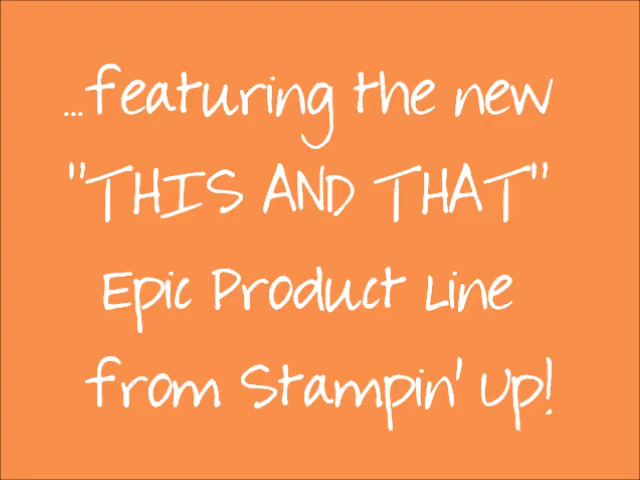 ...featuring the new
"THIS AND THAT"
Epic Product Line
from Stampin' Up!